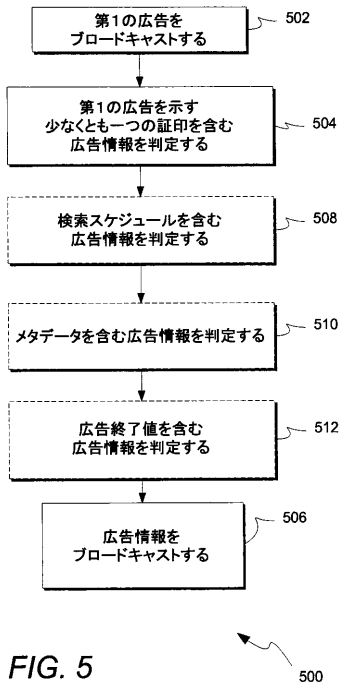 第1の広告を
ブロードキャストする
502
第1の広告を示す
少なくとも一つの証印を含む
広告情報を判定する
504
検索スケジュールを含む
広告情報を判定する
508
メタデータを含む広告情報を判定する
510
広告終了値を含む
広告情報を判定する
512
広告情報を
ブロードキャストする
506
FIG. 5
500